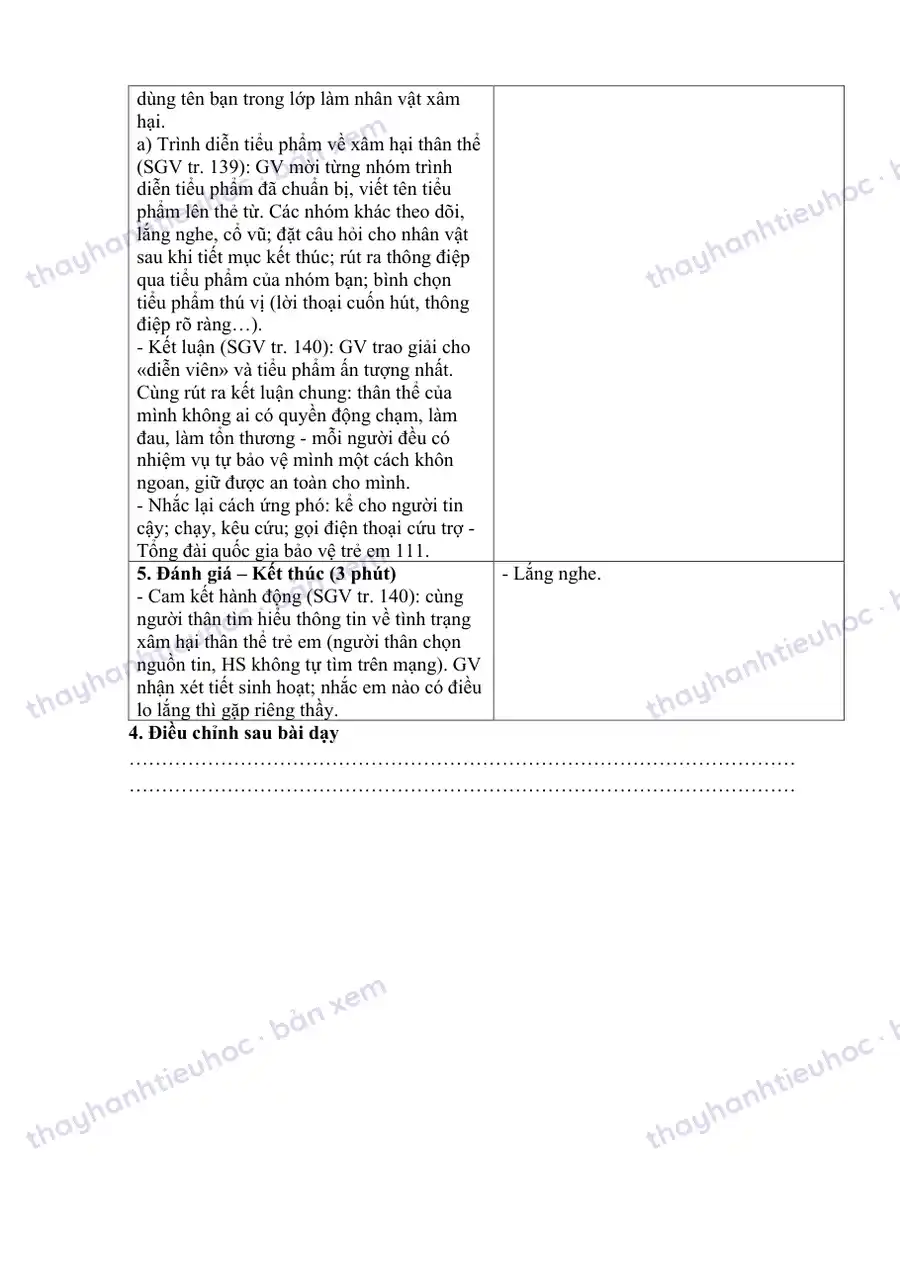 dùng tên bạn trong lớp làm nhân vật xâm
hại.
a) Trình diễn tiểu phẩm về xâm hại thân thể
(SGV tr. 139): GV mời từng nhóm trình
diễn tiểu phẩm đã chuẩn bị, viết tên tiểu
phẩm lên thẻ từ. Các nhóm khác theo dõi,
lắng nghe, cổ vũ; đặt câu hỏi cho nhân vật
sau khi tiết mục kết thúc; rút ra thông điệp
qua tiểu phẩm của nhóm bạn; bình chọn
tiểu phẩm thú vị (lời thoại cuốn hút, thông
điệp rõ ràng…).
- Kết luận (SGV tr. 140): GV trao giải cho
«diễn viên» và tiểu phẩm ấn tượng nhất.
Cùng rút ra kết luận chung: thân thể của
mình không ai có quyền động chạm, làm
đau, làm tổn thương - mỗi người đều có
nhiệm vụ tự bảo vệ mình một cách khôn
ngoan, giữ được an toàn cho mình.
- Nhắc lại cách ứng phó: kể cho người tin
cậy; chạy, kêu cứu; gọi điện thoại cứu trợ -
Tổng đài quốc gia bảo vệ trẻ em 111.
5. Đánh giá – Kết thúc (3 phút)
- Cam kết hành động (SGV tr. 140): cùng
người thân tìm hiểu thông tin về tình trạng
xâm hại thân thể trẻ em (người thân chọn
nguồn tin, HS không tự tìm trên mạng). GV
nhận xét tiết sinh hoạt; nhắc em nào có điều
lo lắng thì gặp riêng thầy.
- Lắng nghe.
4. Điều chỉnh sau bài dạy
…………………………………………………………………………………………
…………………………………………………………………………………………
thayhanhtieuhoc · bản xem
thayhanhtieuhoc · b
thayhanhtieuhoc · bản xem
thayhanhtieuhoc · b
thayhanhtieuhoc · bản xem
thayhanhtieuhoc · b